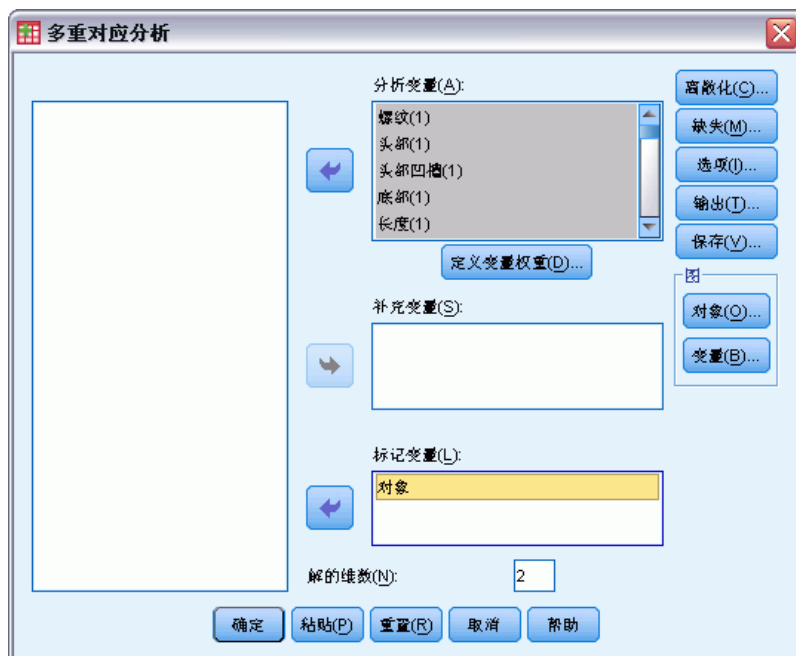 多重对应分析
分析变量(A):
螺纹(1)
头部(1)
头部凹槽(1)
底部(1)
长度(1)
定义变量权重(D)...
补充变量(S):
标记变量(L):
对象
解的维数(N):
2
离散化(C)...
缺失(M)...
选项(I)...
输出(T)...
保存(V)...
图
对象(O)...
变量(B)...
确定
粘贴(P)
重置(R)
取消
帮助